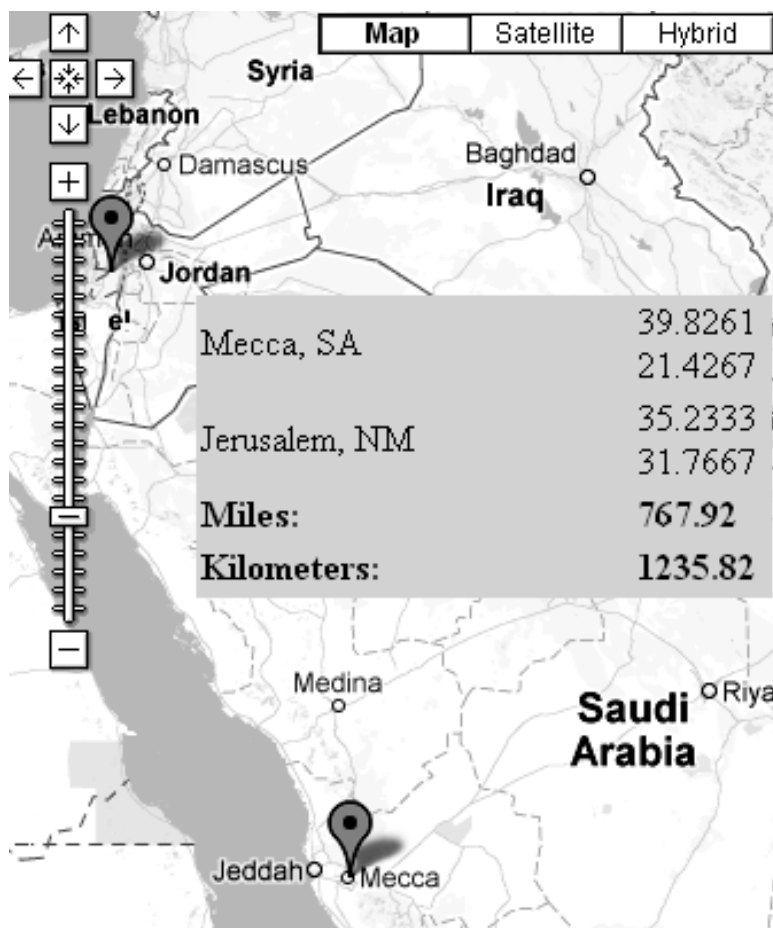 Map Satellite Hybrid
Syria
Lebanon
Damascus
Baghdad
Iraq
Jordan
Mecca, SA
39.8261
21.4267
Jerusalem, NM
35.2333
31.7667
Miles: 767.92
Kilometers: 1235.82
Medina
Saudi
Arabia
Riya
Jeddah
Mecca